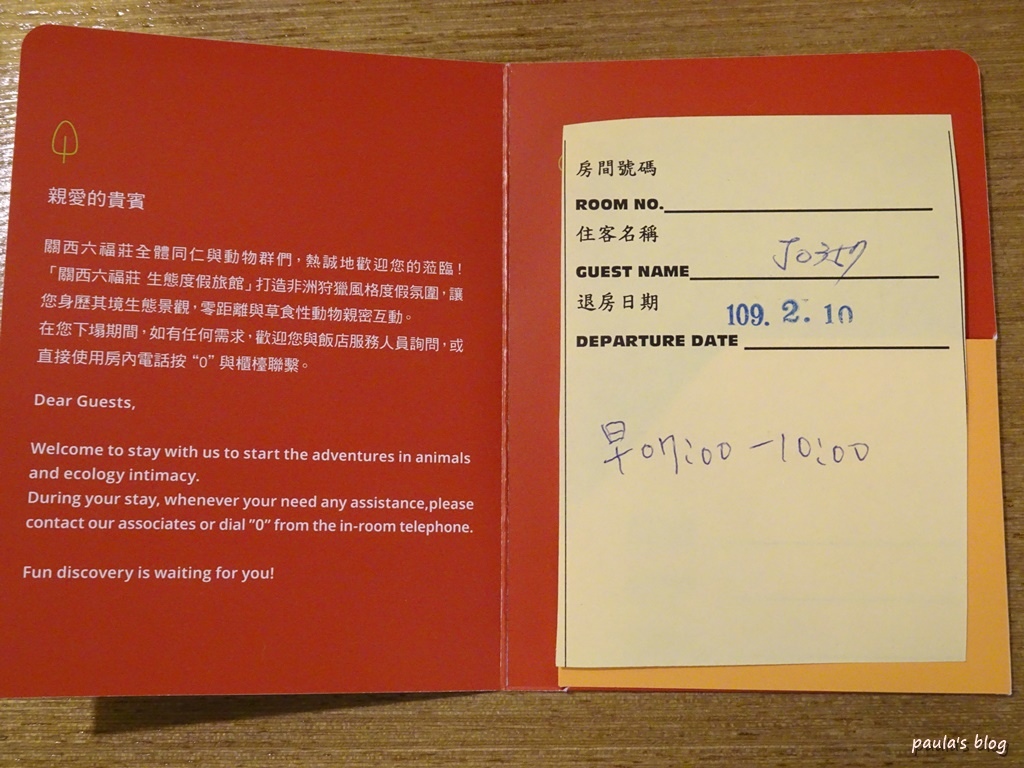 親愛的貴賓
關西六福莊全體同仁與動物群們，熱誠地歡迎您的蒞臨！
「關西六福莊 生態度假旅館」打造非洲狩獵風格度假氛圍，讓
您身歷其境生態景觀，零距離與草食性動物親密互動。
在您下塌期間，如有任何需求，歡迎您與飯店服務人員詢問，或
直接使用房內電話按 “0” 與櫃檯聯繫。
Dear Guests,
Welcome to stay with us to start the adventures in animals
and ecology intimacy.
During your stay, whenever your need any assistance,please
contact our associates or dial ”0” from the in-room telephone.
Fun discovery is waiting for you!
房間號碼
ROOM NO.
住客名稱
GUEST NAME
退房日期
109. 2. 10
DEPARTURE DATE
早07:00-10:00
paula's blog